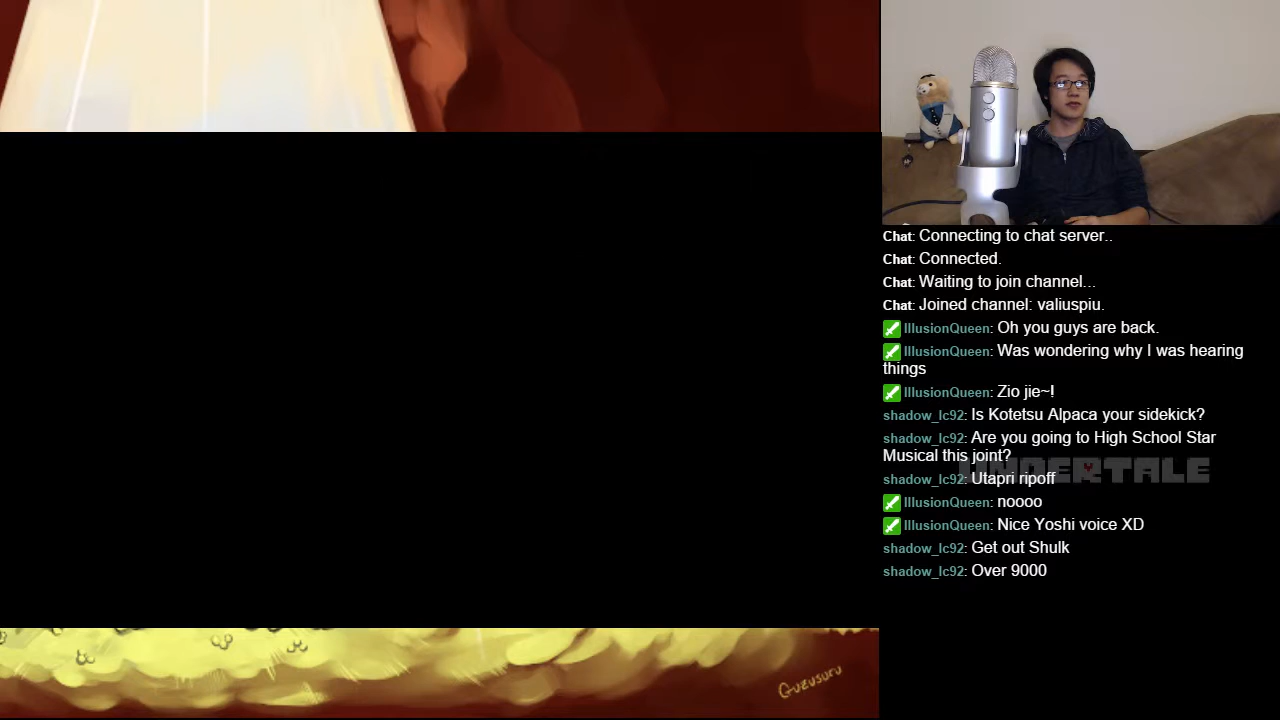 Chat: Connecting to chat server..
Chat: Connected.
Chat: Waiting to join channel...
Chat: Joined channel: valiuspiu.
IllusionQueen: Oh you guys are back.
IllusionQueen: Was wondering why I was hearing
things
IllusionQueen: Zio jie~!
shadow_lc92: Is Kotetsu Alpaca your sidekick?
shadow_lc92: Are you going to High School Star
Musical this joint?
UNDERTALE
shadow_lc92: Utapri ripoff
IllusionQueen: noooo
IllusionQueen: Nice Yoshi voice XD
shadow_lc92: Get out Shulk
shadow_lc92: Over 9000
Guzusuru